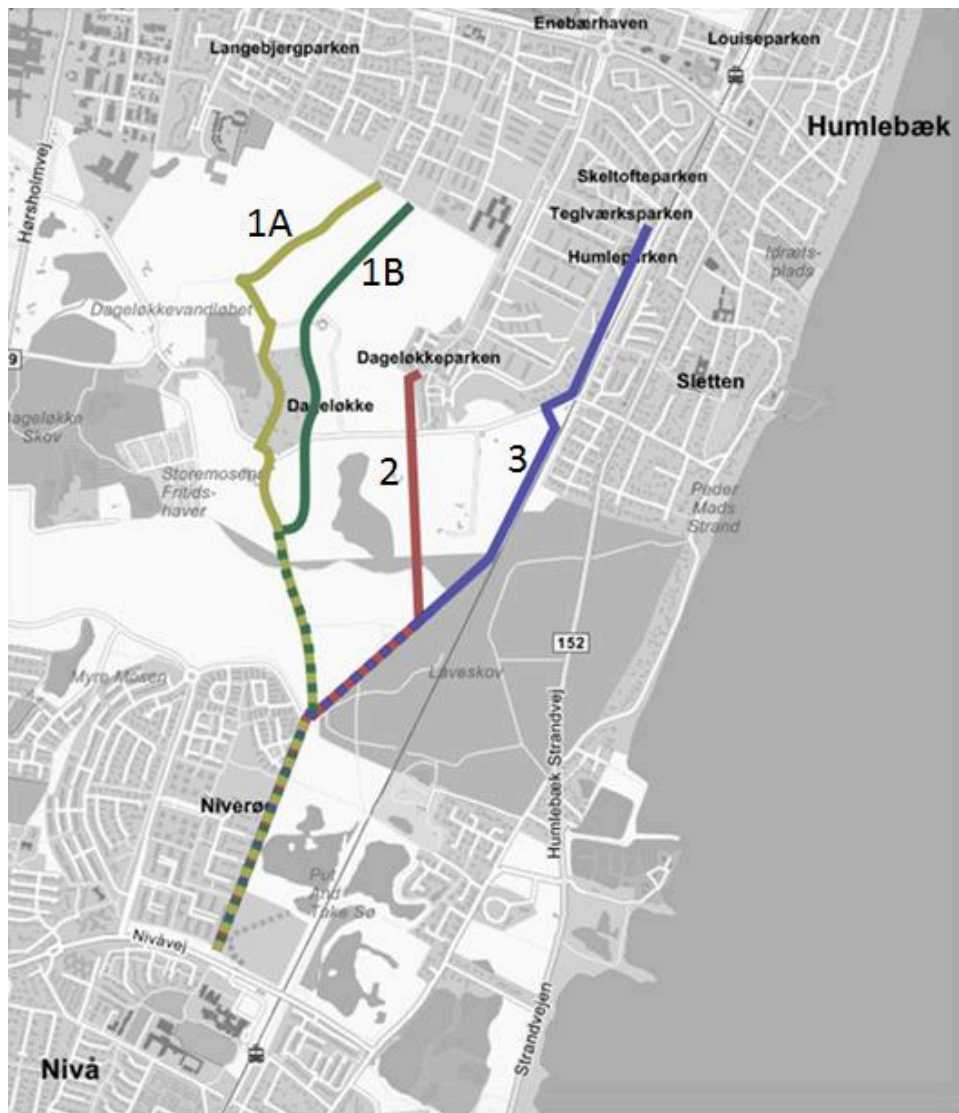 Enebærhaven
Louiseparken
Langebjergparken
Humlebæk
Skeltofteparken
1A
Teglværksparken
Hørsholmvej
1B
Humleparken
Idræts-
plads
Dageløkkevandløbet
9
Dageløkkeparken
Sletten
Dageløkke
Dageløkke
Skov
2
3
Storemosens
Fritids-
haver
Peder
Mads
Strand
152
Laveskov
Myre Mosen
Humlebæk Strandvej
Niverød
Put
And
Take Sø
Nivåvej
Strandvejen
Nivå